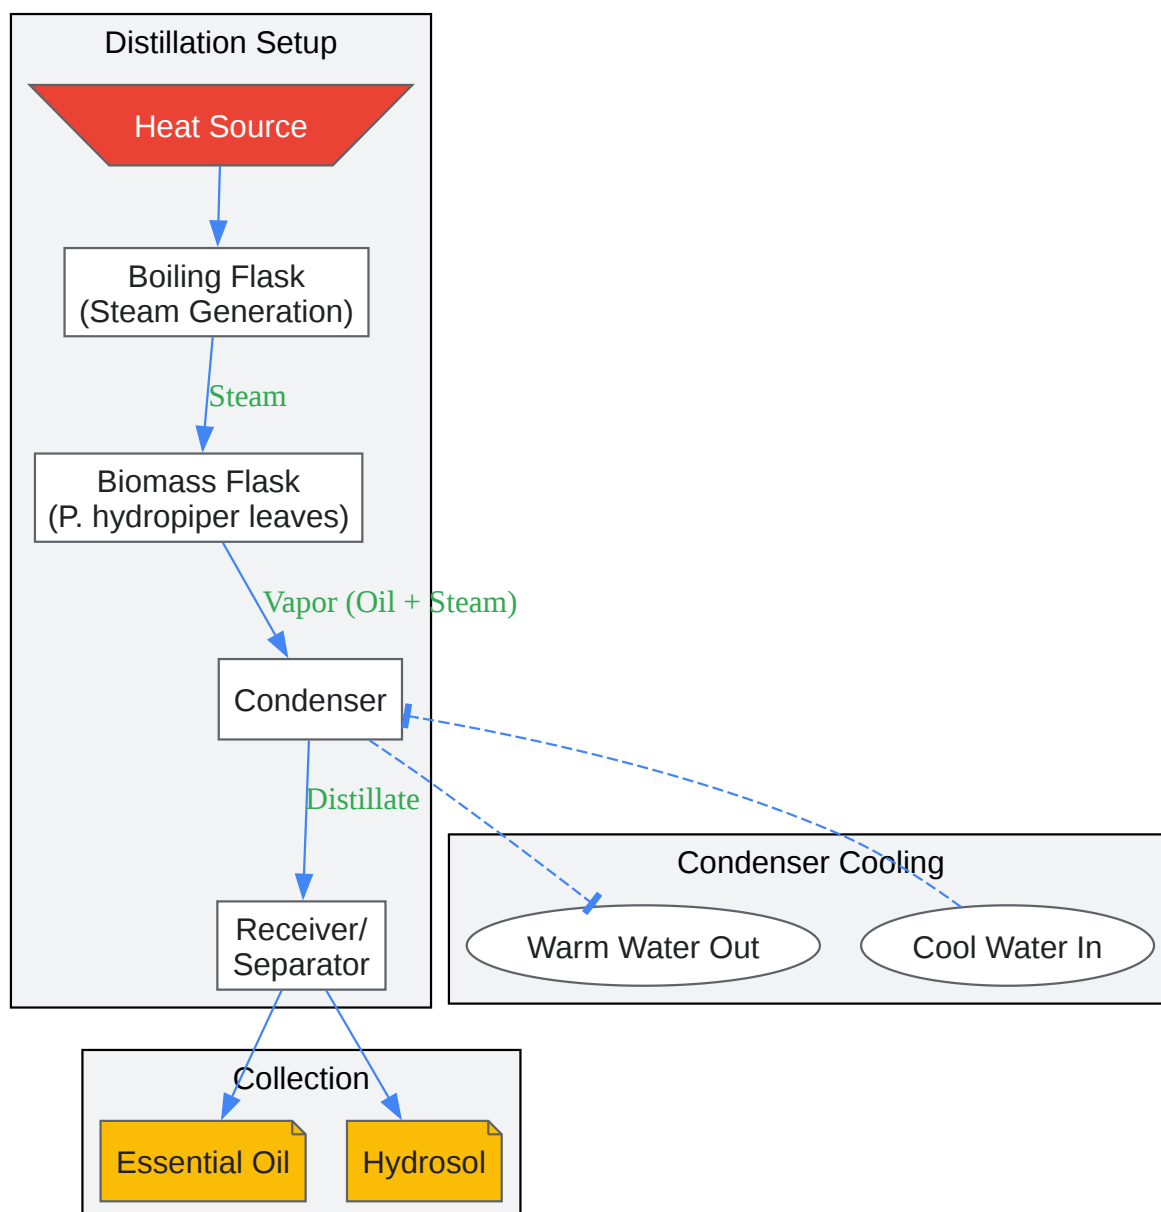 Distillation Setup
Heat Source
Boiling Flask
(Steam Generation)
Steam
Biomass Flask
(P. hydropiper leaves)
Vapor (Oil + Steam)
Condenser
Distillate
Receiver/
Separator
Condenser Cooling
Warm Water Out
Cool Water In
Collection
Essential Oil
Hydrosol